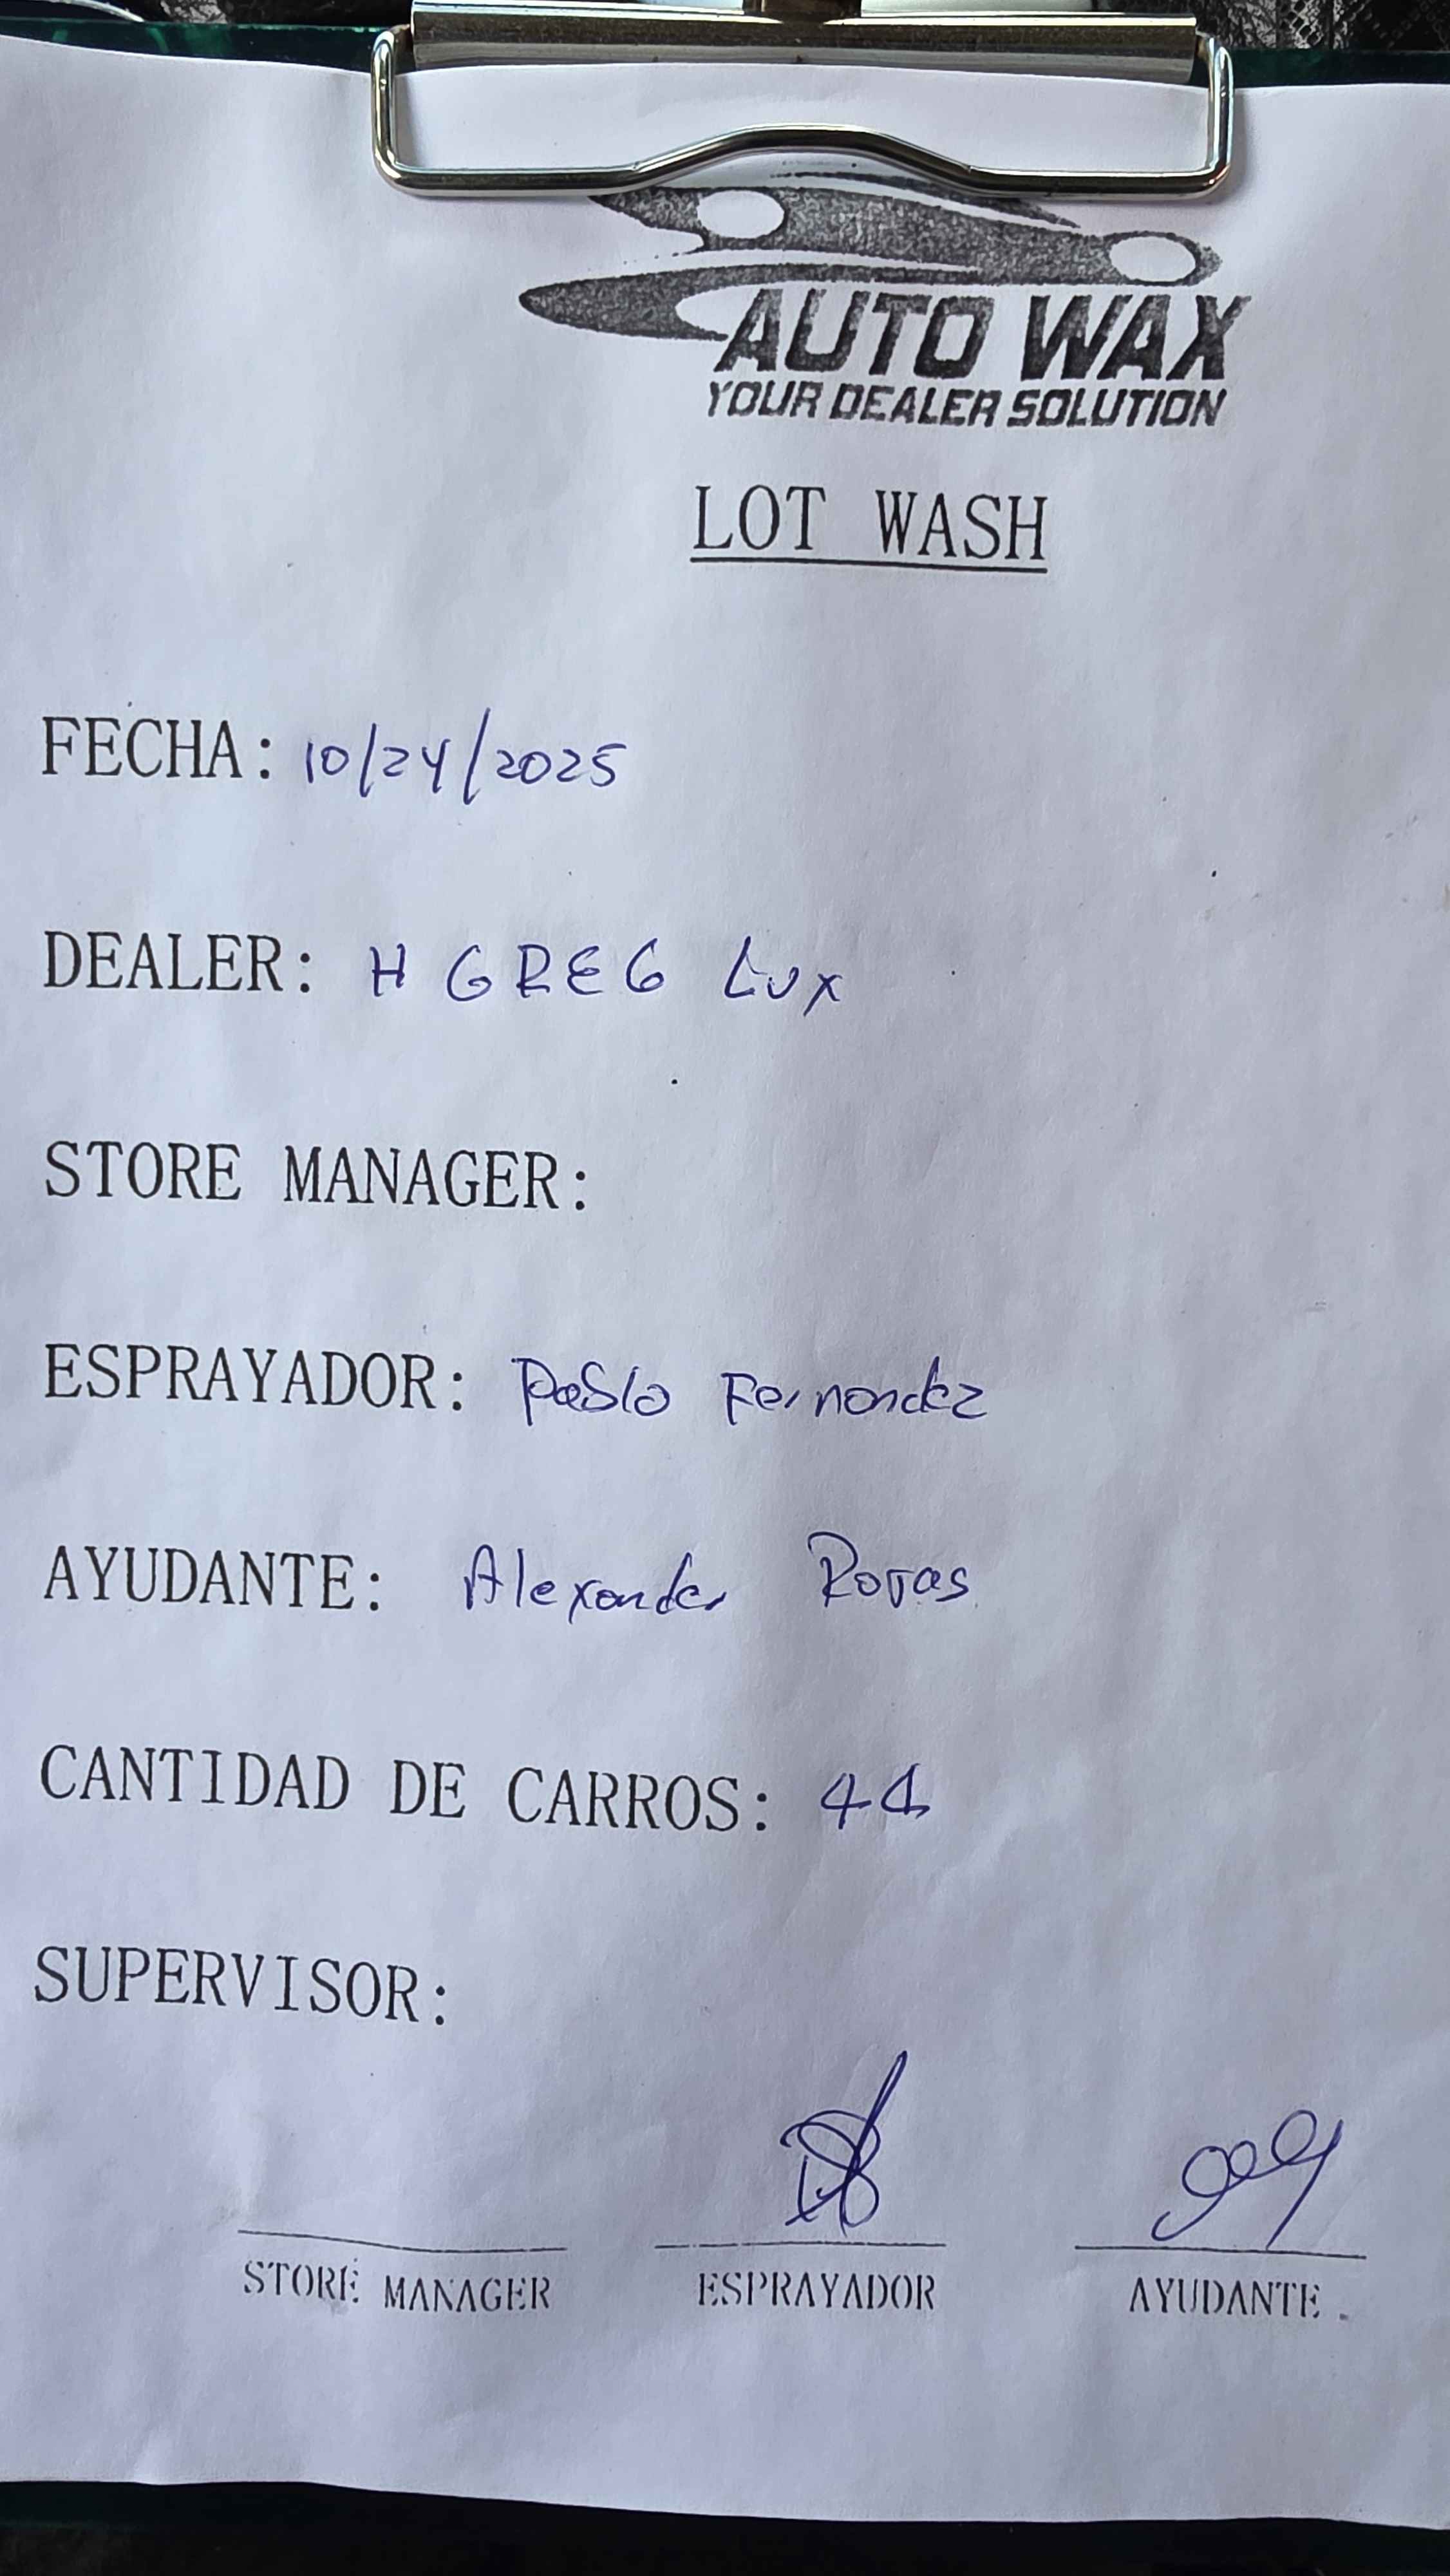 AUTO WAX
YOUR DEALER SOLUTION
LOT WASH
FECHA: 10/24/2025
DEALER: H GREG Lux
STORE MANAGER:
ESPRAYADOR: Pablo Fernandez
AYUDANTE: Alexander Rojas
CANTIDAD DE CARROS: 44
SUPERVISOR:
STORE MANAGER ESPRAYADOR AYUDANTE.